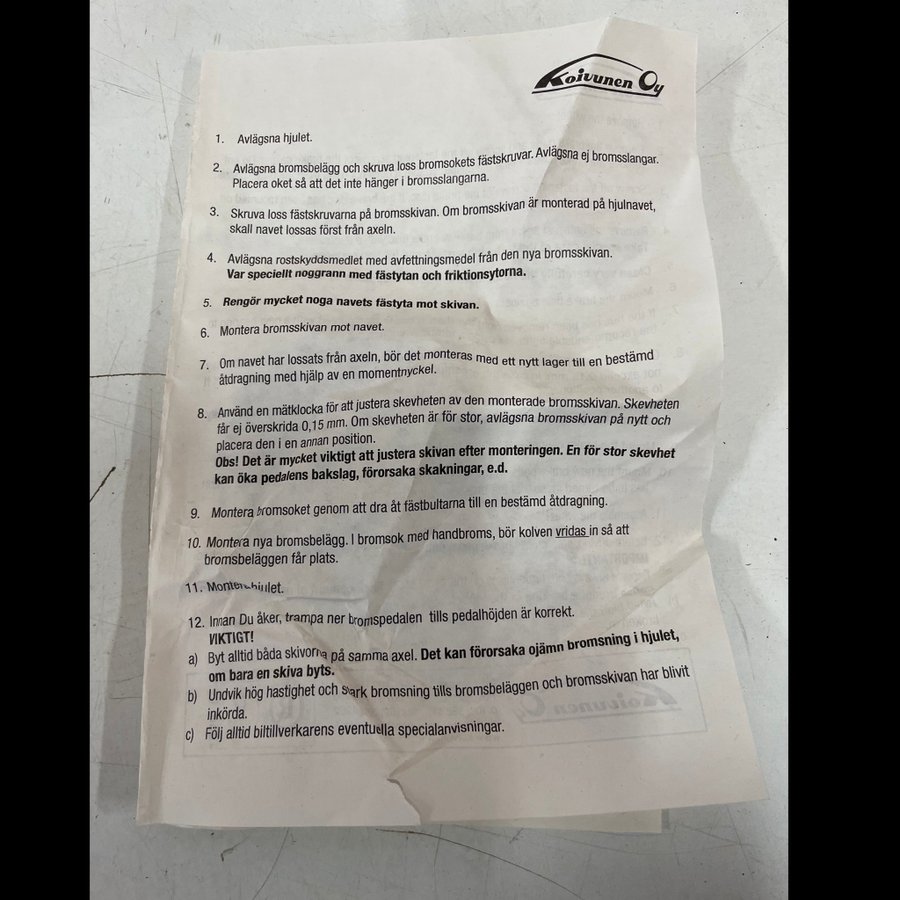 Koivunen Oy
1. Avlägsna hjulet.
2. Avlägsna bromsbelägg och skruva loss bromsokets fästskruvar. Avlägsna ej bromsslangar.
Placera oket så att det inte hänger i bromsslangarna.
3. Skruva loss fästskruvarna på bromsskivan. Om bromsskivan är monterad på hjulnavet,
skall navet lossas först från axeln.
4. Avlägsna rostskyddsmedlet med avfettningsmedel från den nya bromsskivan.
Var speciellt noggrann med fästytan och friktionsytorna.
5. Rengör mycket noga navets fästyta mot skivan.
6. Montera bromsskivan mot navet.
7. Om navet har lossats från axeln, bör det monteras med ett nytt lager till en bestämd
åtdragning med hjälp av en momentnyckel.
8. Använd en mätklocka för att justera skevheten av den monterade bromsskivan. Skevheten
får ej överskrida 0,15 mm. Om skevheten är för stor, avlägsna bromsskivan på nytt och
placera den i en annan position.
Obs! Det är mycket viktigt att justera skivan efter monteringen. En för stor skevhet
kan öka pedalens bakslag, förorsaka skakningar, e.d.
9. Montera bromsoket genom att dra åt fästbultarna till en bestämd åtdragning.
10. Montera nya bromsbelägg. I bromsok med handbroms, bör kolven vridas in så att
bromsbeläggen får plats.
11. Montera hjulet.
12. Innan Du åker, trampa ner bromspedalen tills pedalhöjden är korrekt.
VIKTIGT!
a) Byt alltid båda skivorna på samma axel. Det kan förorsaka ojämn bromsning i hjulet,
om bara en skiva byts.
b) Undvik hög hastighet och stark bromsning tills bromsbeläggen och bromsskivan har blivit
inkörda.
c) Följ alltid biltillverkarens eventuella specialanvisningar.